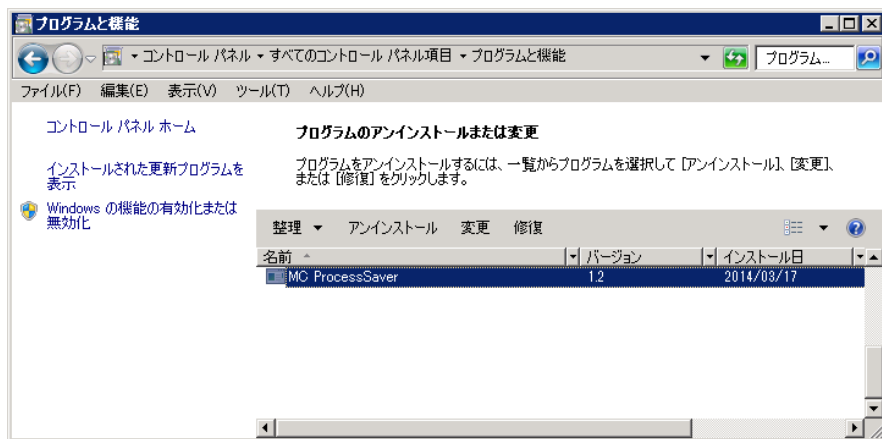 プログラムと機能
コントロール パネル すべてのコントロール パネル項目 プログラムと機能 プログラム...
ファイル(F) 編集(E) 表示(V) ツール(T) ヘルプ(H)
コントロール パネル ホーム
インストールされた更新プログラムを
表示
Windows の機能の有効化または
無効化
プログラムのアンインストールまたは変更
プログラムをアンインストールするには、一覧からプログラムを選択して [アンインストール]、[変更]、
または [修復] をクリックします。
整理 アンインストール 変更 修復
名前 バージョン インストール日
MC ProcessSaver 1.2 2014/03/17